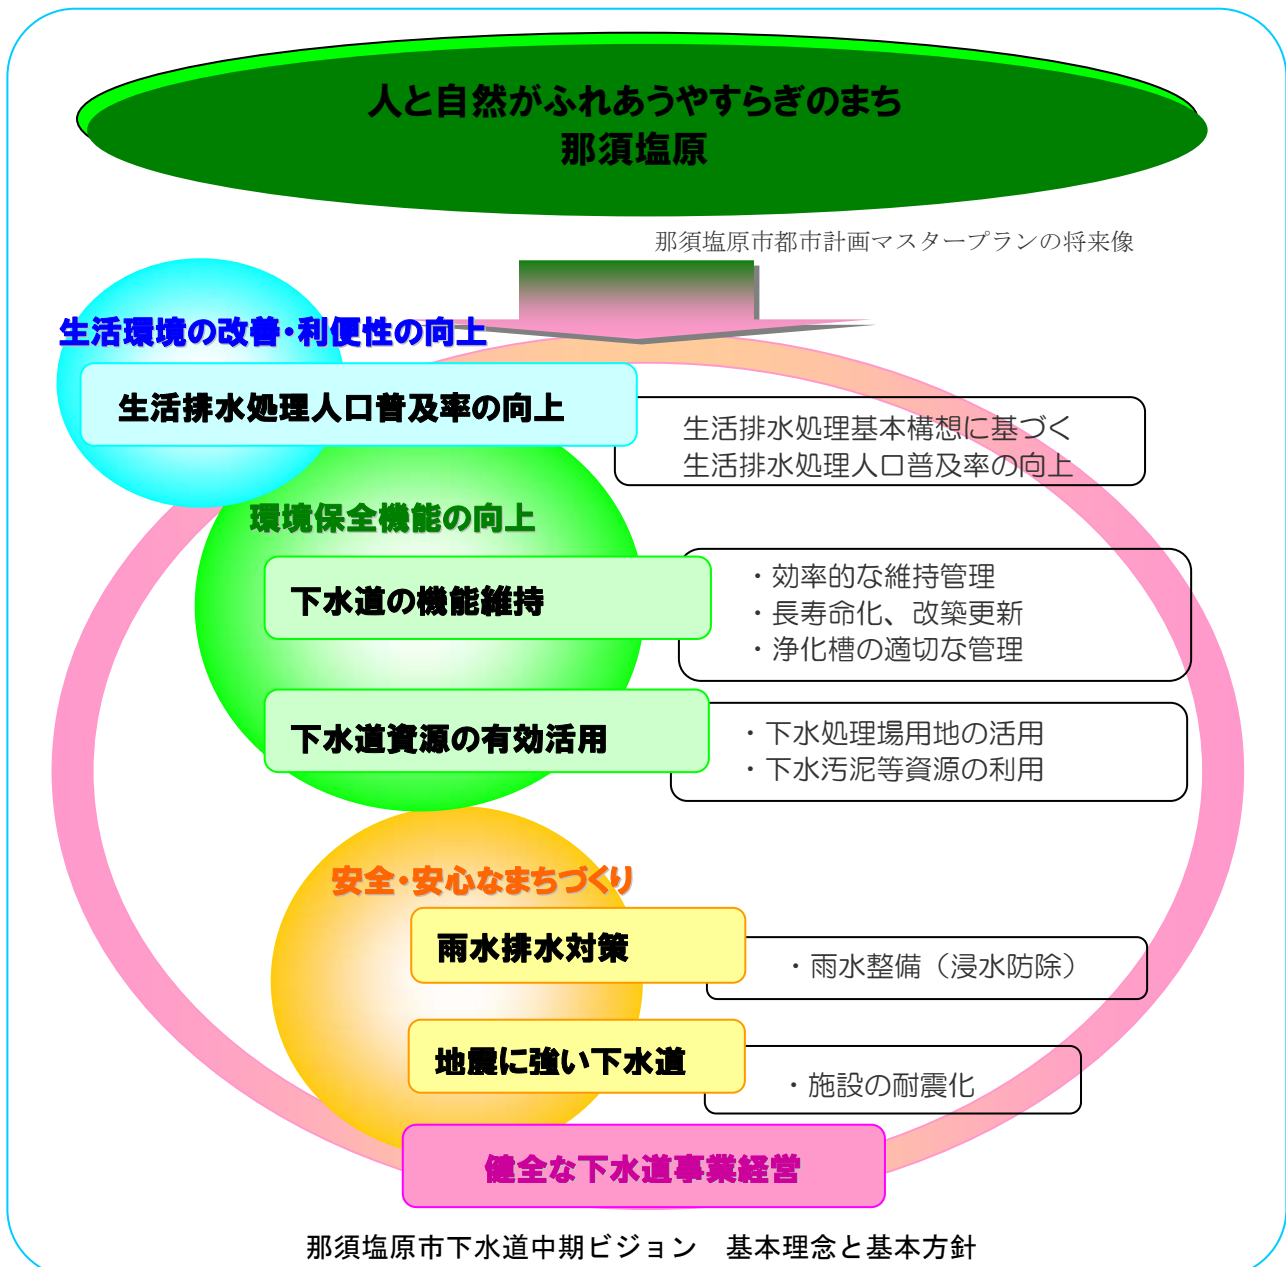 人と自然がふれあうやすらぎのまち
那須塩原
那須塩原市都市計画マスタープランの将来像
生活環境の改善・利便性の向上
生活排水処理人口普及率の向上
生活排水処理基本構想に基づく
生活排水処理人口普及率の向上
環境保全機能の向上
下水道の機能維持
・効率的な維持管理
・長寿命化、改築更新
・浄化槽の適切な管理
下水道資源の有効活用
・下水処理場用地の活用
・下水汚泥等資源の利用
安全・安心なまちづくり
雨水排水対策
・雨水整備（浸水防除）
地震に強い下水道
・施設の耐震化
健全な下水道事業経営
那須塩原市下水道中期ビジョン　基本理念と基本方針